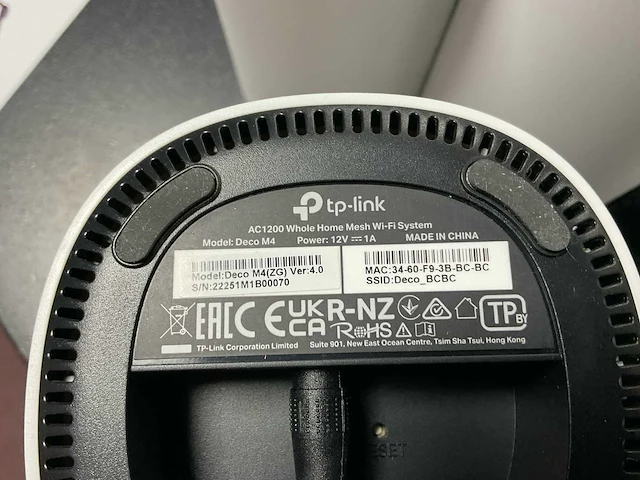 tp-link
AC1200 Whole Home Mesh Wi-Fi System
Model: Deco M4 Power: 12V⎓1A MADE IN CHINA
Model:Deco M4(ZG) Ver:4.0
S/N:22251M1B00070
MAC:34-60-F9-3B-BC-BC
SSID:Deco_BCBC
EAC CE UKCA R-NZ
RoHS
TP BY
TP-Link Corporation Limited Suite 901, New East Ocean Centre, Tsim Sha Tsui, Hong Kong
RESET